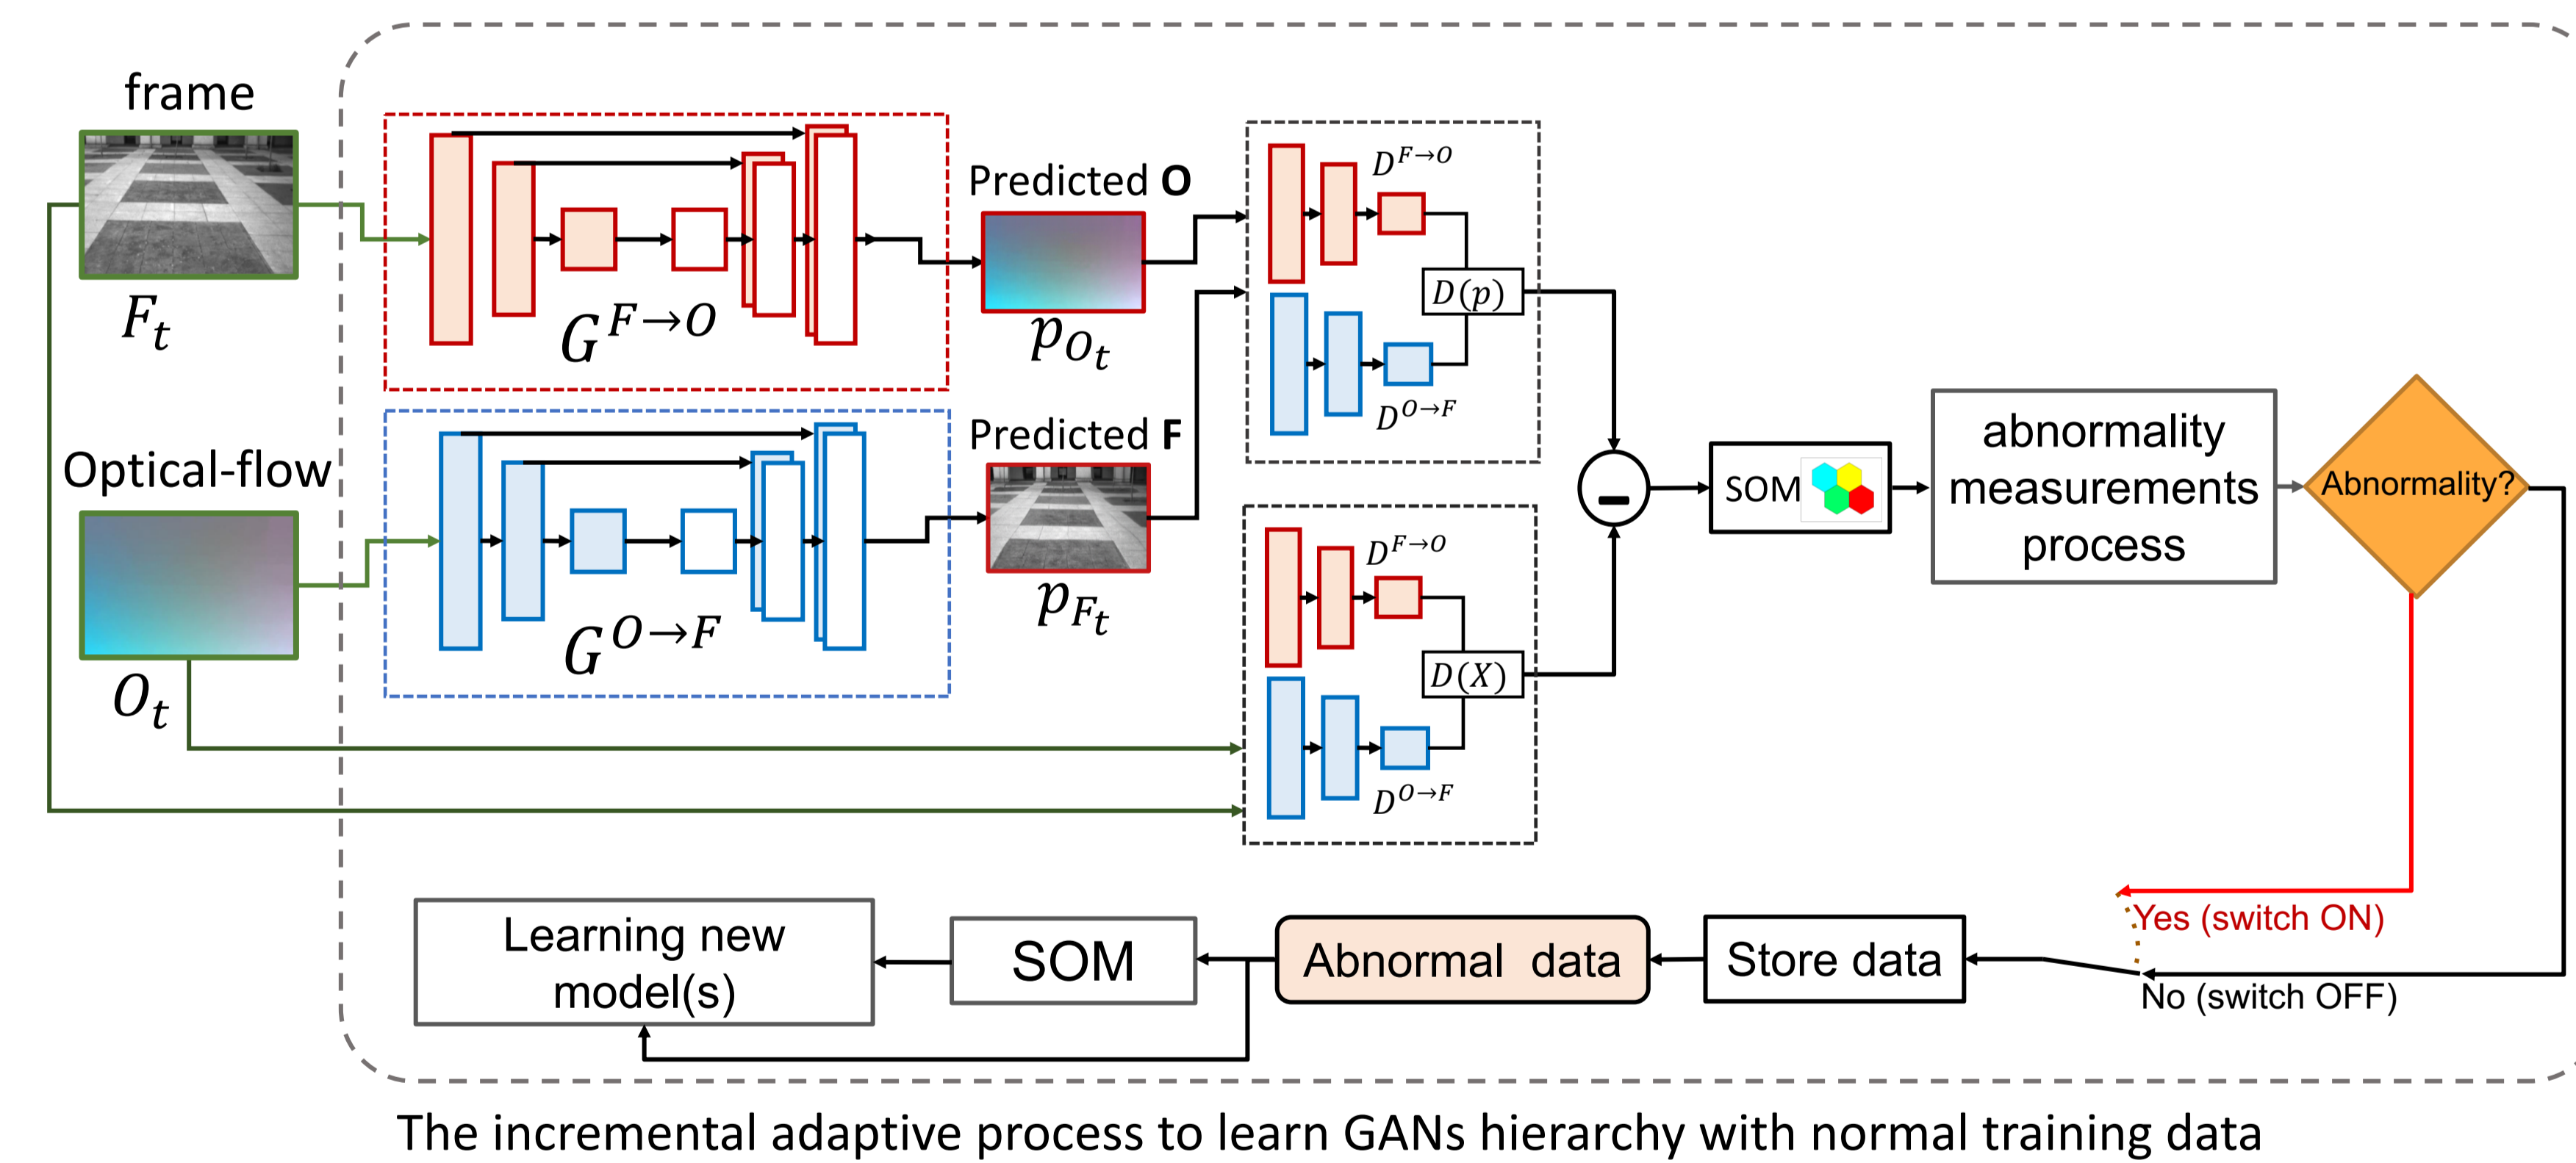 frame
F_t
Optical-flow
O_t
G^{F→O}
G^{O→F}
Predicted O
p_{O_t}
Predicted F
p_{F_t}
D^{F→O}
D(p)
D^{O→F}
D^{F→O}
D(X)
D^{O→F}
-
SOM
abnormality
measurements
process
Abnormality?
Yes (switch ON)
No (switch OFF)
Store data
Abnormal data
SOM
Learning new
model(s)
The incremental adaptive process to learn GANs hierarchy with normal training data